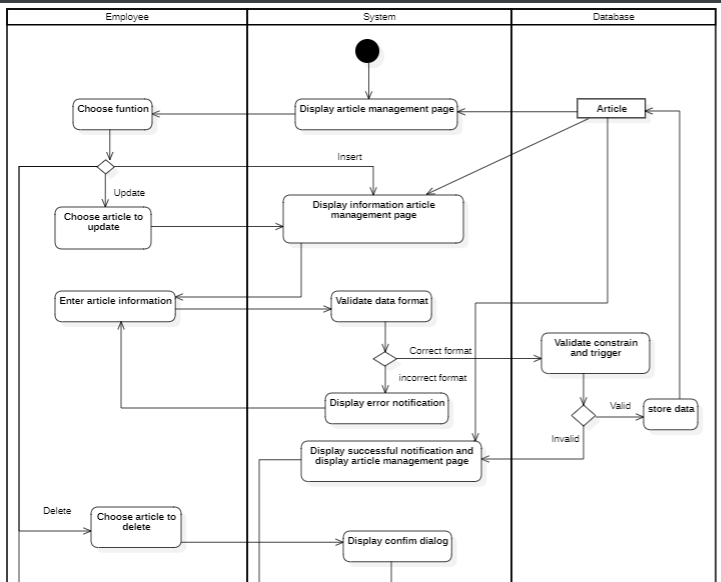 Employee
System
Database
Choose funtion
Display article management page
Article
Insert
Update
Choose article to
update
Display information article
management page
Enter article information
Validate data format
Correct format
Validate constrain
and trigger
incorrect format
Display error notification
Valid
store data
Invalid
Display successful notification and
display article management page
Delete
Choose article to
delete
Display confim dialog